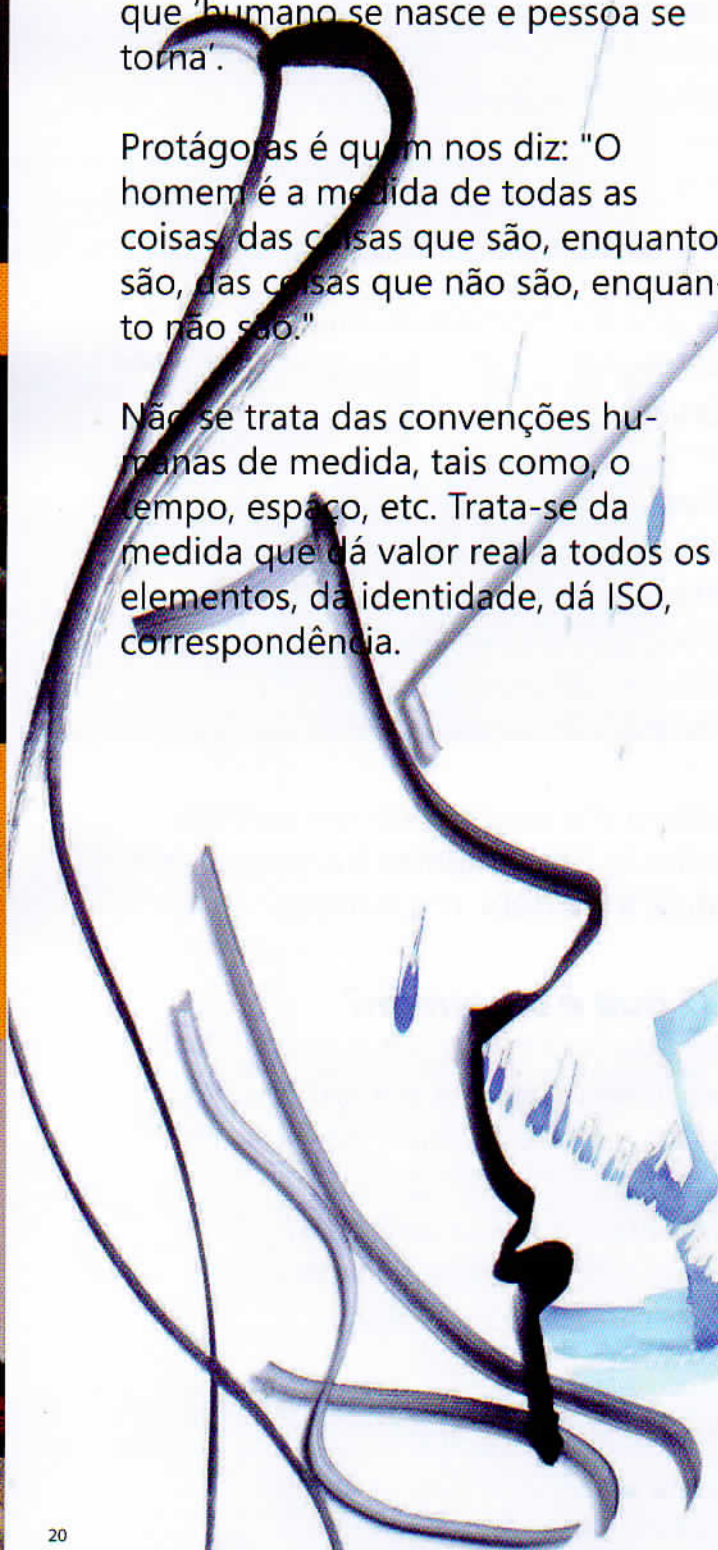 que 'humano se nasce e pessoa se
torna'.
Protágoras é quem nos diz: "O
homem é a medida de todas as
coisas, das coisas que são, enquanto
são, das coisas que não são, enquan-
to não são."
Não se trata das convenções hu-
manas de medida, tais como, o
tempo, espaço, etc. Trata-se da
medida que dá valor real a todos os
elementos, dá identidade, dá ISO,
correspondência.
20